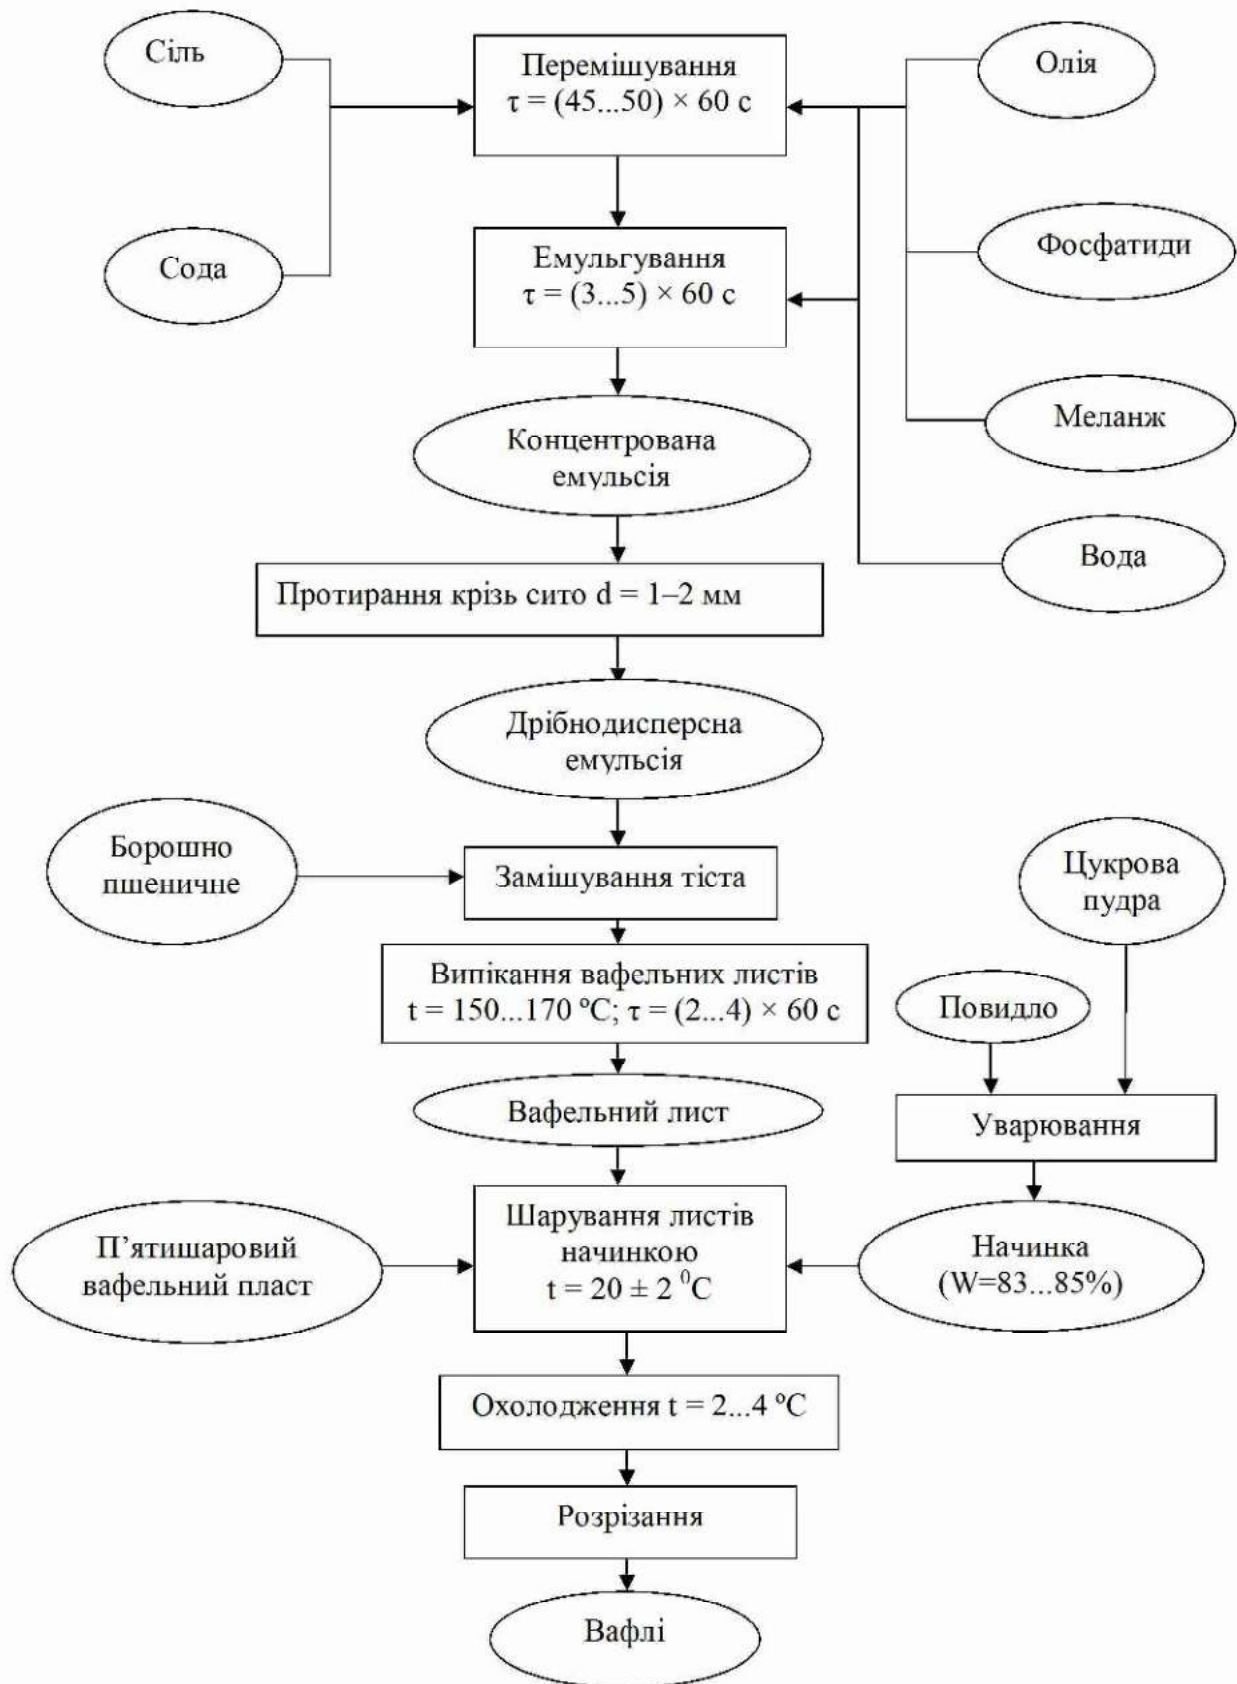 Сіль
Перемішування
τ = (45...50) × 60 с
Олія
Сода
Емульгування
τ = (3...5) × 60 с
Фосфатиди
Меланж
Концентрована
емульсія
Вода
Протирання крізь сито d = 1–2 мм
Дрібнодисперсна
емульсія
Борошно
пшеничне
Замішування тіста
Цукрова
пудра
Випікання вафельних листів
t = 150...170 ºС; τ = (2...4) × 60 с
Повидло
Вафельний лист
Уварювання
П’ятишаровий
вафельний пласт
Шарування листів
начинкою
t = 20 ± 2 ⁰С
Начинка
(W=83...85%)
Охолодження t = 2...4 ºС
Розрізання
Вафлі